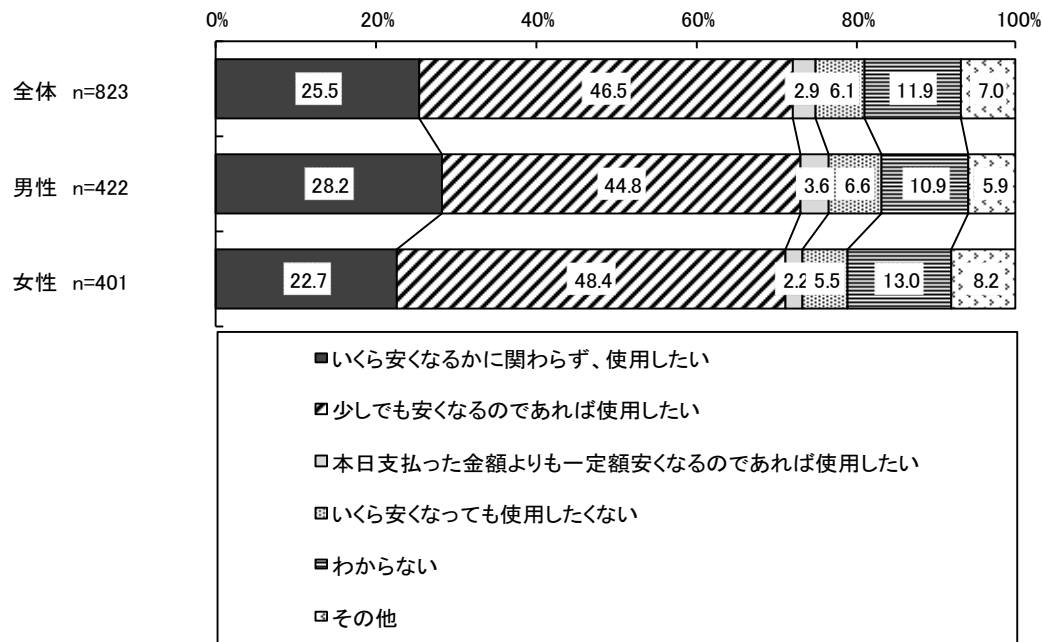 0% 20% 40% 60% 80% 100%
全体 n=823 25.5 46.5 2.9 6.1 11.9 7.0
男性 n=422 28.2 44.8 3.6 6.6 10.9 5.9
女性 n=401 22.7 48.4 2.2 5.5 13.0 8.2
いくら安くなるかに関わらず、使用したい
少しでも安くなるのであれば使用したい
本日支払った金額よりも一定額安くなるのであれば使用したい
いくら安くなっても使用したくない
わからない
その他